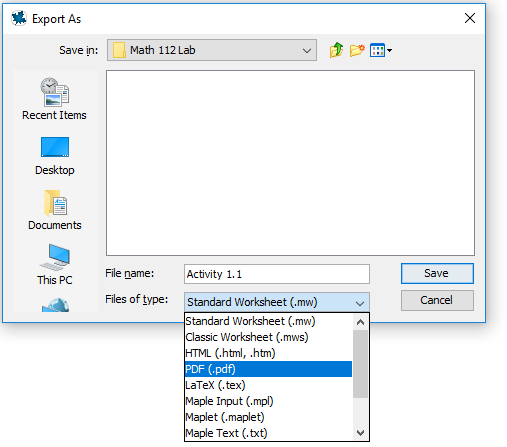 Export As
Save in: Math 112 Lab
Recent Items
Desktop
Documents
This PC
File name: Activity 1.1 Save
Files of type: Standard Worksheet (.mw) Cancel
Standard Worksheet (.mw)
Classic Worksheet (.mws)
HTML (.html, .htm)
PDF (.pdf)
LaTeX (.tex)
Maple Input (.mpl)
Maplet (.maplet)
Maple Text (.txt)